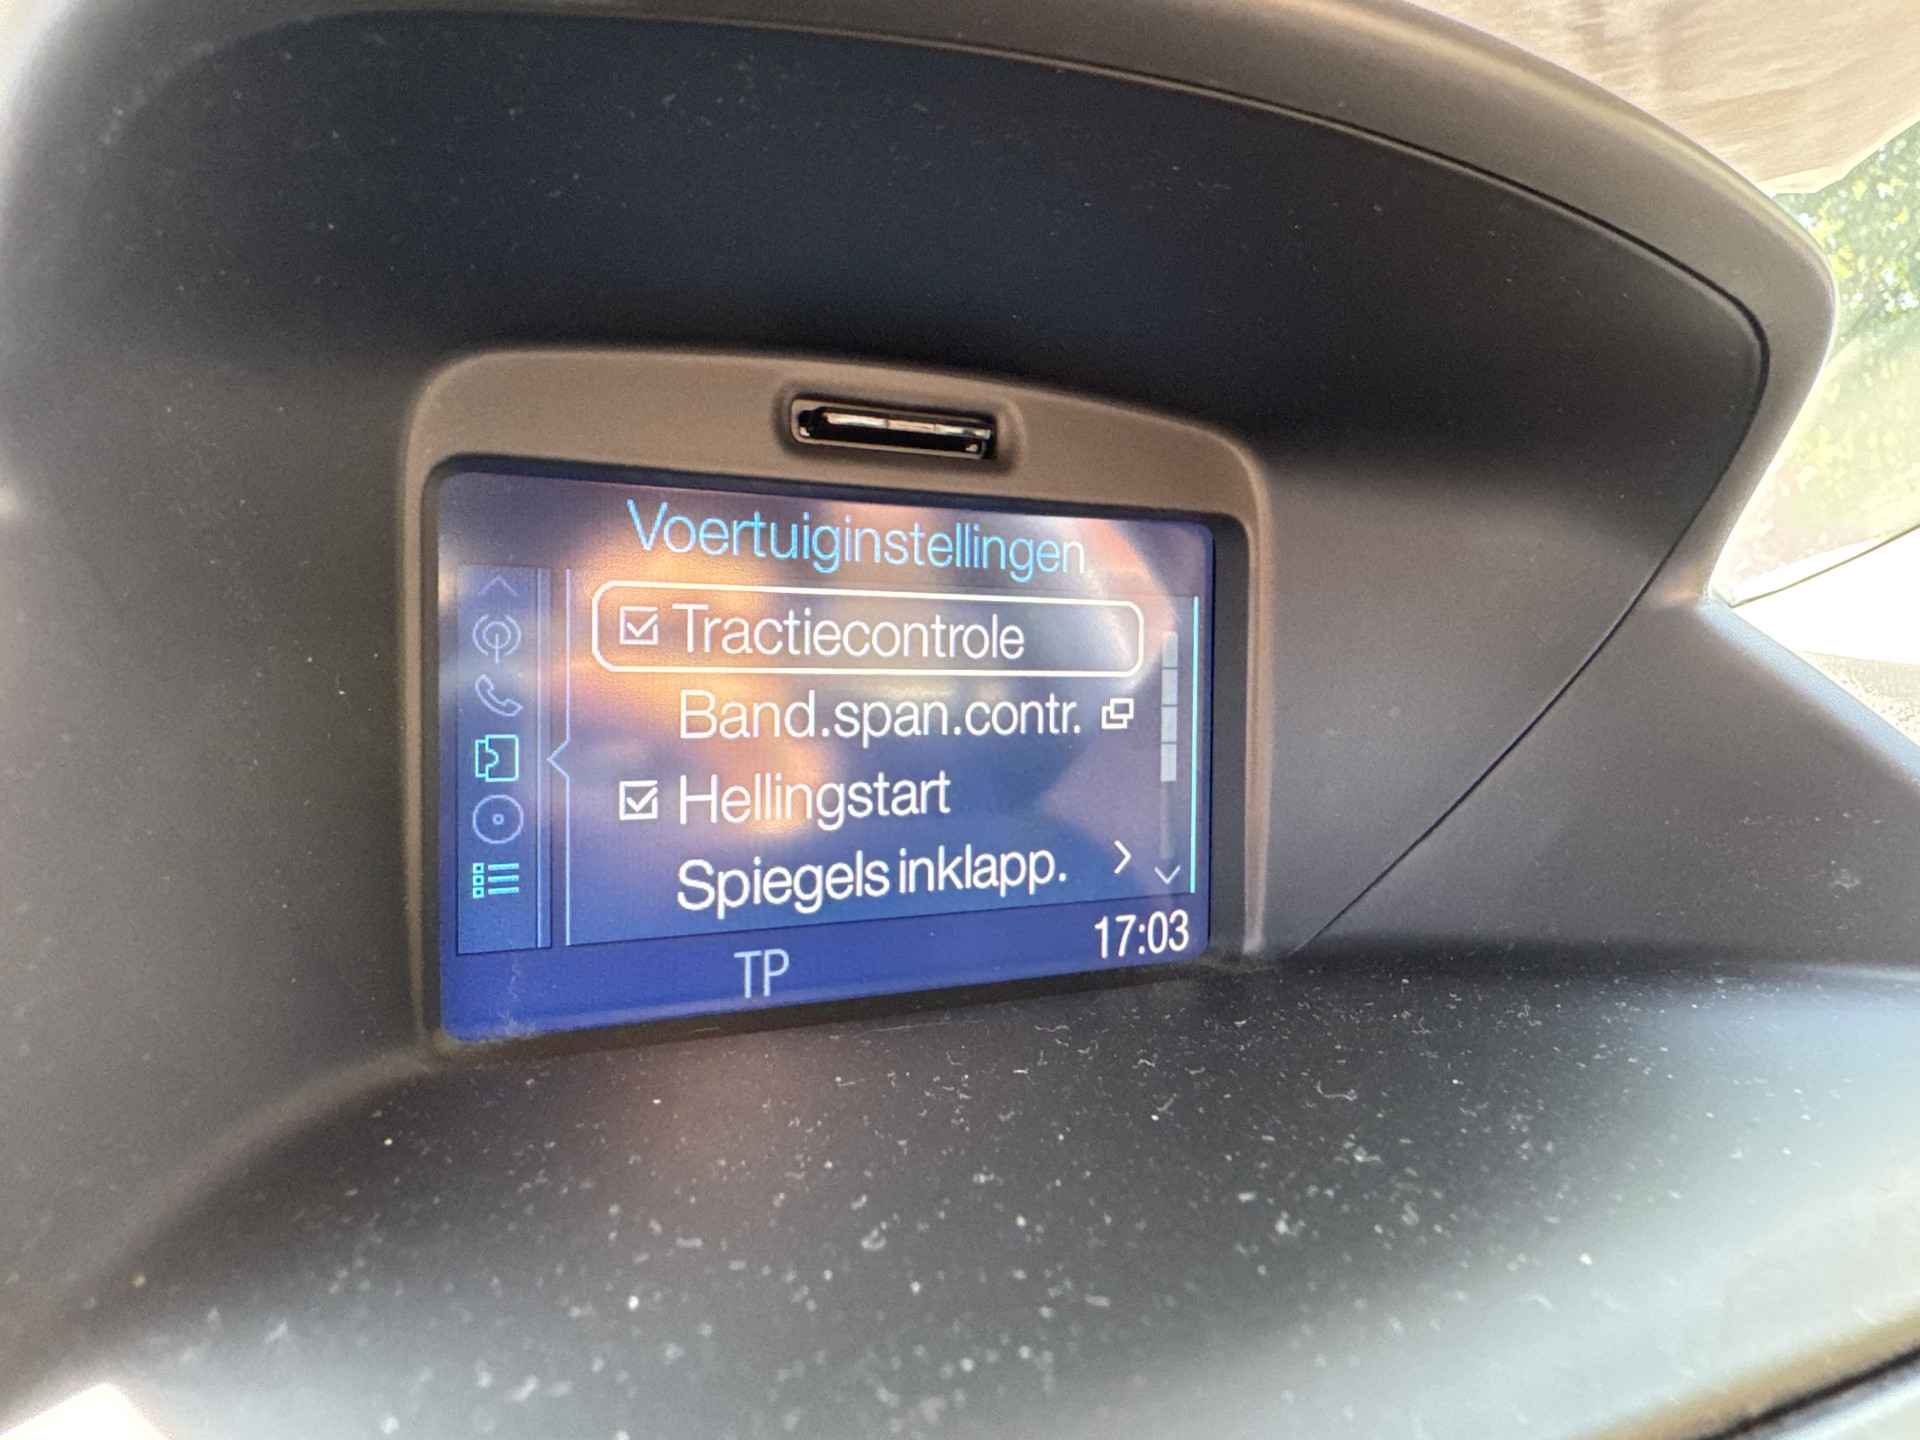 Voertuiginstellingen
Tractiecontrole
Band.span.contr.
Hellingstart
Spiegels inklapp.
TP
17:03